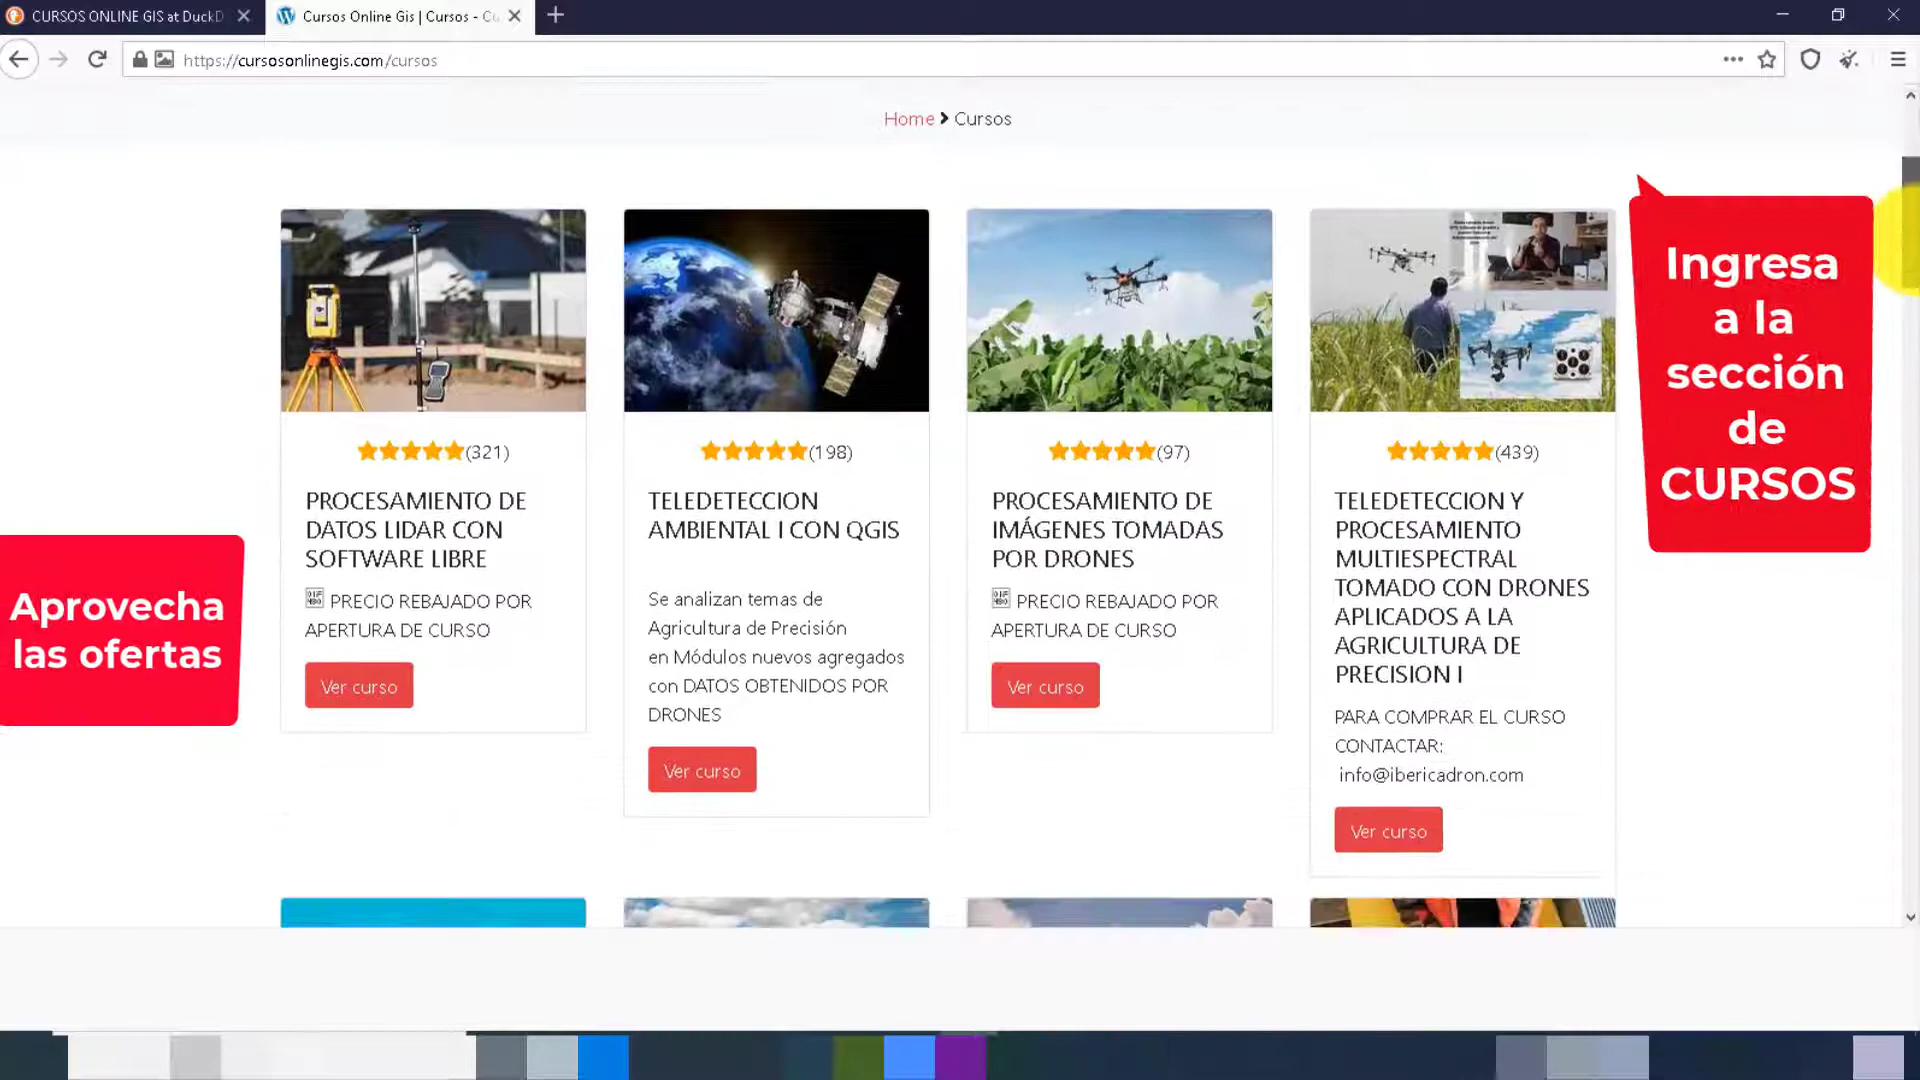 CURSOS ONLINE GIS at DuckD
Cursos Online Gis | Cursos - Cu
https://cursosonlinegis.com/cursos
Home > Cursos
(321)
PROCESAMIENTO DE
DATOS LIDAR CON
SOFTWARE LIBRE
PRECIO REBAJADO POR
APERTURA DE CURSO
Ver curso
(198)
TELEDETECCION
AMBIENTAL I CON QGIS
Se analizan temas de
Agricultura de Precisión
en Módulos nuevos agregados
con DATOS OBTENIDOS POR
DRONES
Ver curso
(97)
PROCESAMIENTO DE
IMÁGENES TOMADAS
POR DRONES
PRECIO REBAJADO POR
APERTURA DE CURSO
Ver curso
(439)
TELEDETECCION Y
PROCESAMIENTO
MULTIESPECTRAL
TOMADO CON DRONES
APLICADOS A LA
AGRICULTURA DE
PRECISION I
PARA COMPRAR EL CURSO
CONTACTAR:
info@ibericadron.com
Ver curso
Ingresa
a la
sección
de
CURSOS
Aprovecha
las ofertas